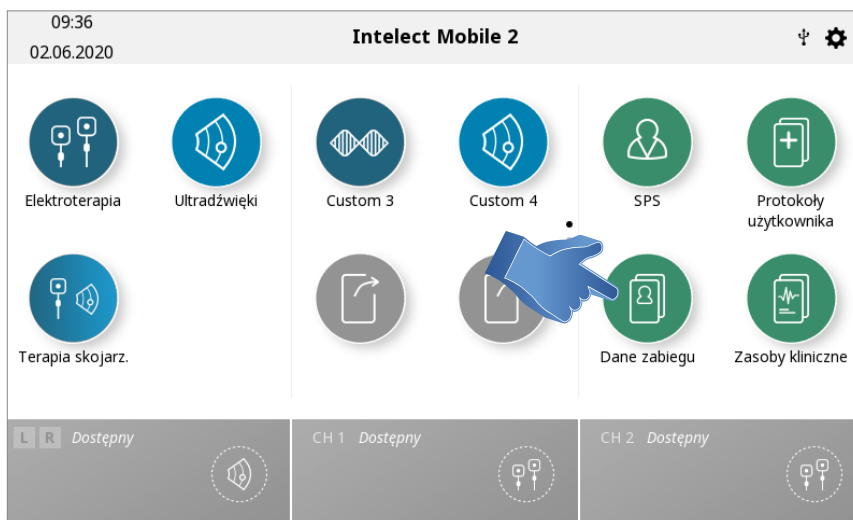 09:36
02.06.2020
Intelect Mobile 2
Elektroterapia
Ultradźwięki
Custom 3
Custom 4
SPS
Protokoły
użytkownika
Terapia skojarz.
Dane zabiegu
Zasoby kliniczne
L R Dostępny
CH 1 Dostępny
CH 2 Dostępny